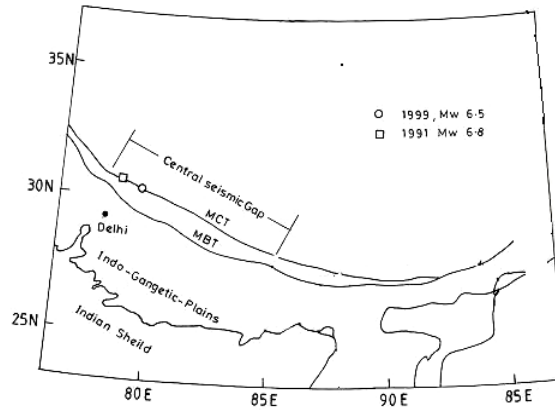 35N
1999, Mw 6.5
1991 Mw 6.8
Central seismic Gap
30N
MCT
MBT
Delhi
Indo-Gangetic-Plains
25N
Indian Sheild
80E
85E
90E
85E